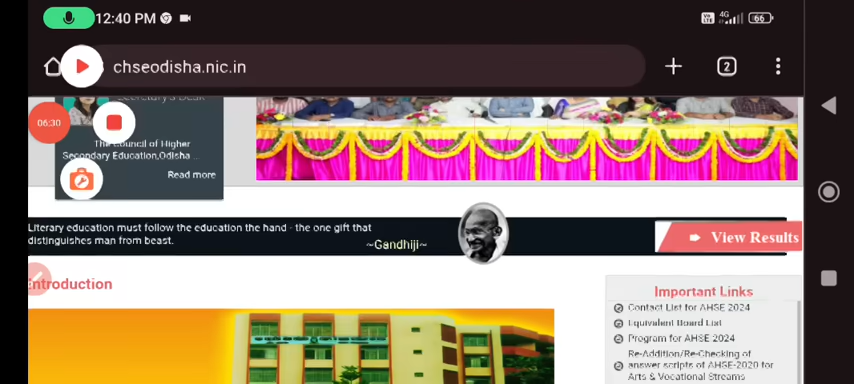 12:40 PM
4G
66
chseodisha.nic.in
2
Secretary's Desk
06:30
The Council of Higher
Secondary Education,Odisha ...
Read more
Literary education must follow the education the hand - the one gift that
distinguishes man from beast.
~Gandhiji~
View Results
Introduction
Important Links
Contact List for AHSE 2024
Equivalent Board List
Program for AHSE 2024
Re-Addition/Re-Checking of
answer scripts of AHSE-2020 for
Arts & Vocational Streams